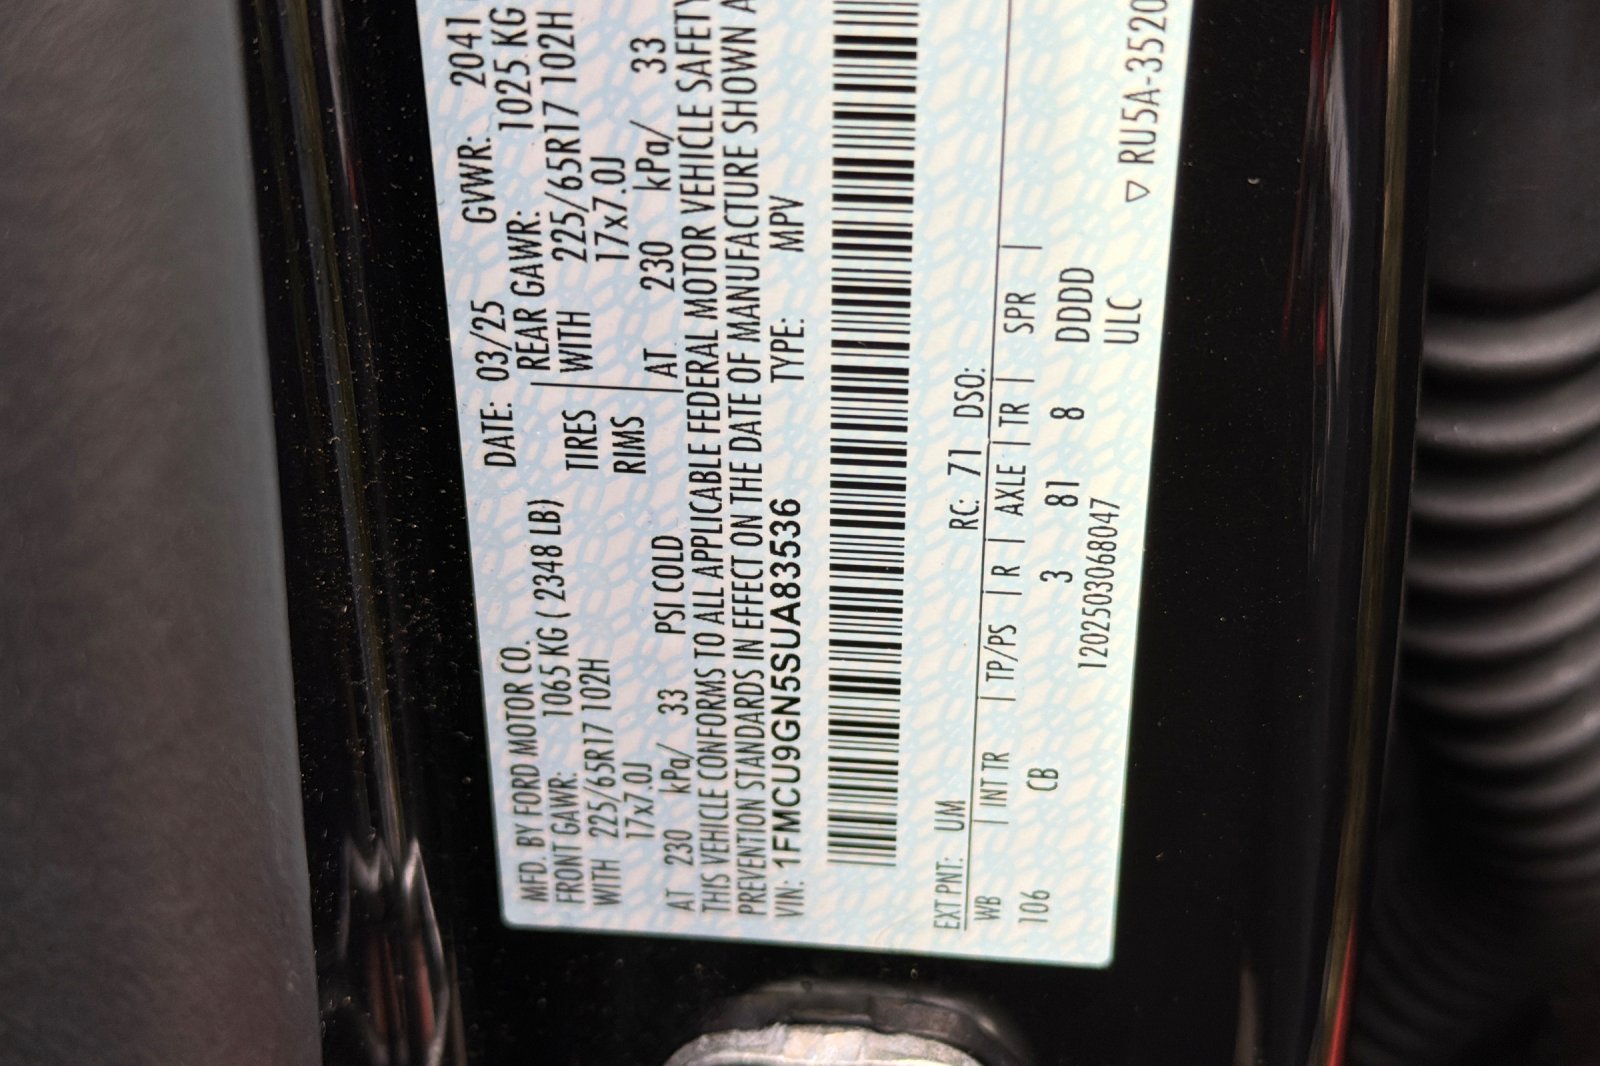 MFD. BY FORD MOTOR CO.
DATE: 03/25 GVWR: 2041
FRONT GAWR: 1065 KG ( 2348 LB) REAR GAWR: 1025 KG
WITH 225/65R17 102H TIRES WITH 225/65R17 102H
17x7.0J RIMS 17x7.0J
AT 230 kPa/ 33 PSI COLD AT 230 kPa/ 33
THIS VEHICLE CONFORMS TO ALL APPLICABLE FEDERAL MOTOR VEHICLE SAFETY
PREVENTION STANDARDS IN EFFECT ON THE DATE OF MANUFACTURE SHOWN A
VIN: 1FMCU9GN5SUA83536 TYPE: MPV
EXT PNT: UM RC: 71 DSO:
WB | INT TR | TP/PS | R | AXLE | TR | SPR |
106 CB 3 81 8 DDDD
1202503068047 ULC
▽ RU5A-3520